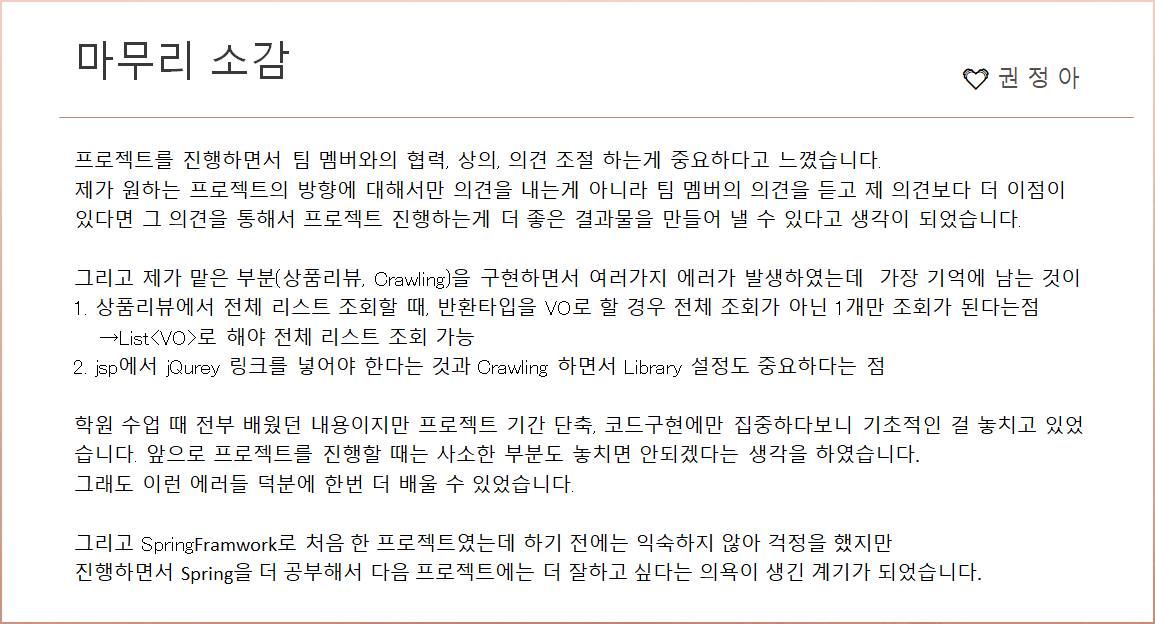 마무리 소감
권 정 아
프로젝트를 진행하면서 팀 멤버와의 협력, 상의, 의견 조절 하는게 중요하다고 느꼈습니다.
제가 원하는 프로젝트의 방향에 대해서만 의견을 내는게 아니라 팀 멤버의 의견을 듣고 제 의견보다 더 이점이
있다면 그 의견을 통해서 프로젝트 진행하는게 더 좋은 결과물을 만들어 낼 수 있다고 생각이 되었습니다.
그리고 제가 맡은 부분(상품리뷰, Crawling)을 구현하면서 여러가지 에러가 발생하였는데 가장 기억에 남는 것이
1. 상품리뷰에서 전체 리스트 조회할 때, 반환타입을 VO로 할 경우 전체 조회가 아닌 1개만 조회가 된다는점
→List<VO>로 해야 전체 리스트 조회 가능
2. jsp에서 jQurey 링크를 넣어야 한다는 것과 Crawling 하면서 Library 설정도 중요하다는 점
학원 수업 때 전부 배웠던 내용이지만 프로젝트 기간 단축, 코드구현에만 집중하다보니 기초적인 걸 놓치고 있었
습니다. 앞으로 프로젝트를 진행할 때는 사소한 부분도 놓치면 안되겠다는 생각을 하였습니다.
그래도 이런 에러들 덕분에 한번 더 배울 수 있었습니다.
그리고 SpringFramwork로 처음 한 프로젝트였는데 하기 전에는 익숙하지 않아 걱정을 했지만
진행하면서 Spring을 더 공부해서 다음 프로젝트에는 더 잘하고 싶다는 의욕이 생긴 계기가 되었습니다.